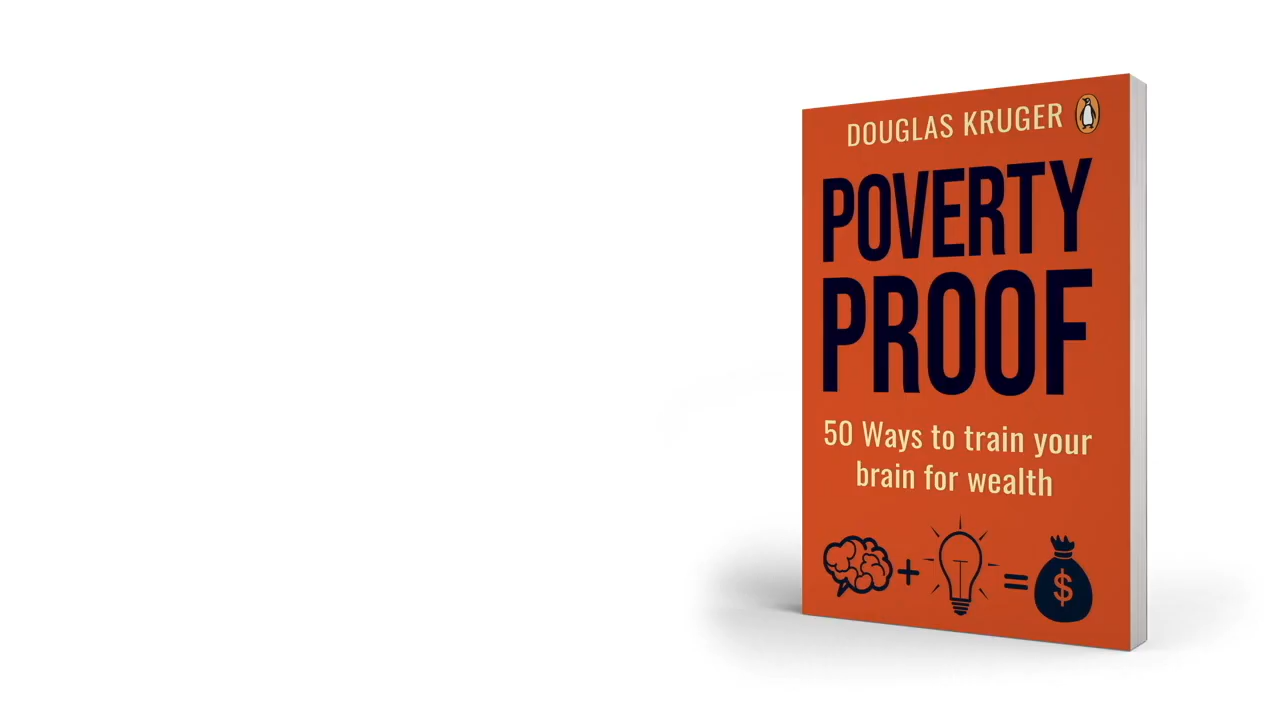 DOUGLAS KRUGER
POVERTY
PROOF
50 Ways to train your
brain for wealth
+ = $